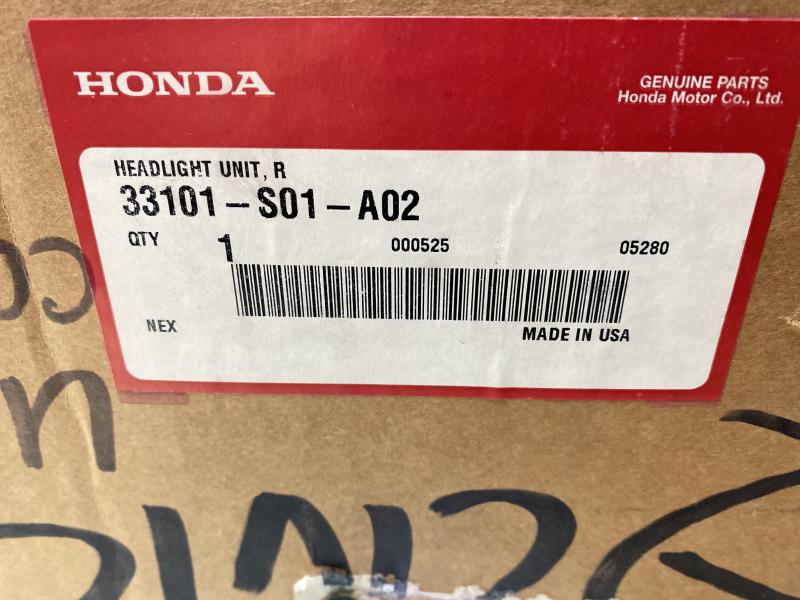 HONDA
GENUINE PARTS
Honda Motor Co., Ltd.
HEADLIGHT UNIT, R
33101-S01-A02
QTY 1 000525 05280
NEX MADE IN USA